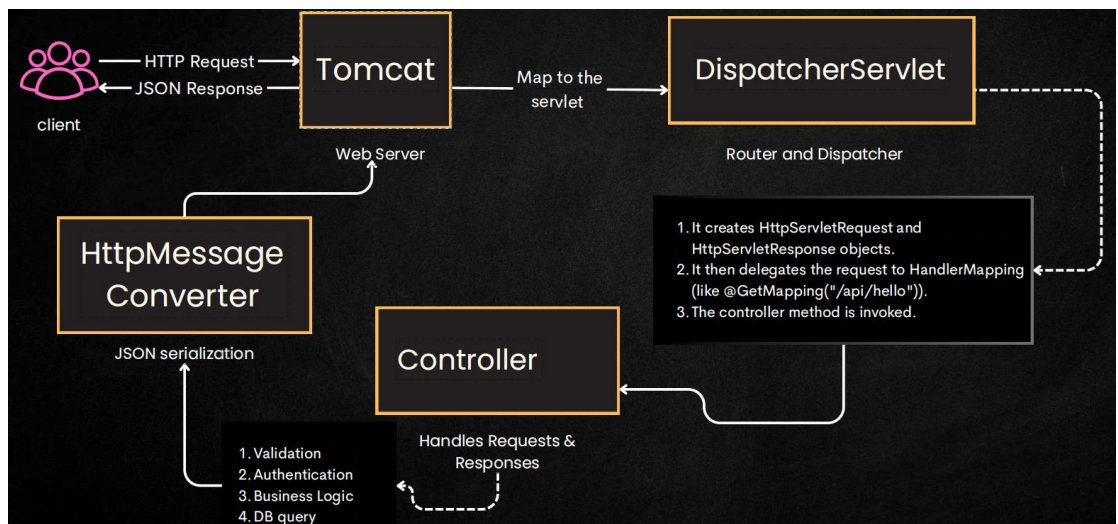 HTTP Request
JSON Response
client
Tomcat
Web Server
Map to the
servlet
DispatcherServlet
Router and Dispatcher
1. It creates HttpServletRequest and
HttpServletResponse objects.
2. It then delegates the request to HandlerMapping
(like @GetMapping("/api/hello")).
3. The controller method is invoked.
Controller
Handles Requests &
Responses
1. Validation
2. Authentication
3. Business Logic
4. DB query
HttpMessage
Converter
JSON serialization